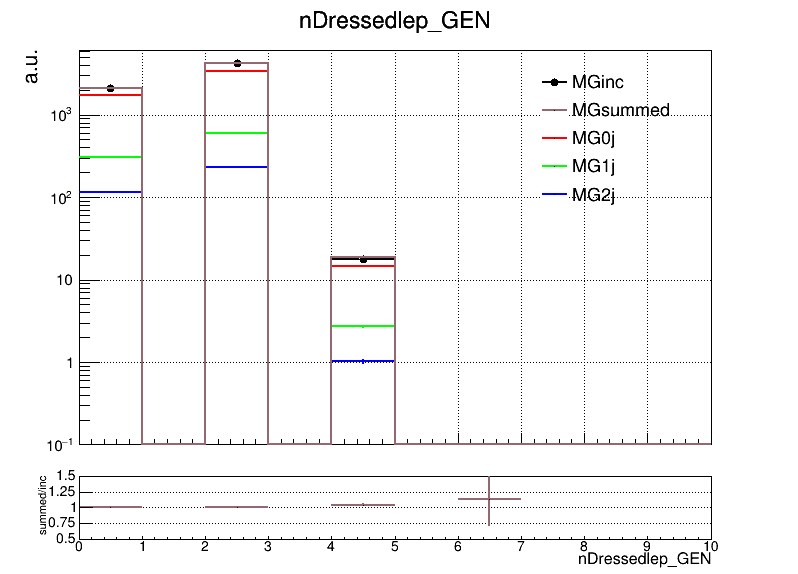 nDressedlep_GEN
a.u.
MGinc
MGsummed
MG0j
MG1j
MG2j
10³
10²
10
1
10⁻¹
summed/inc
1.5
1.25
1
0.75
0.5
0 1 2 3 4 5 6 7 8 9 10
nDressedlep_GEN